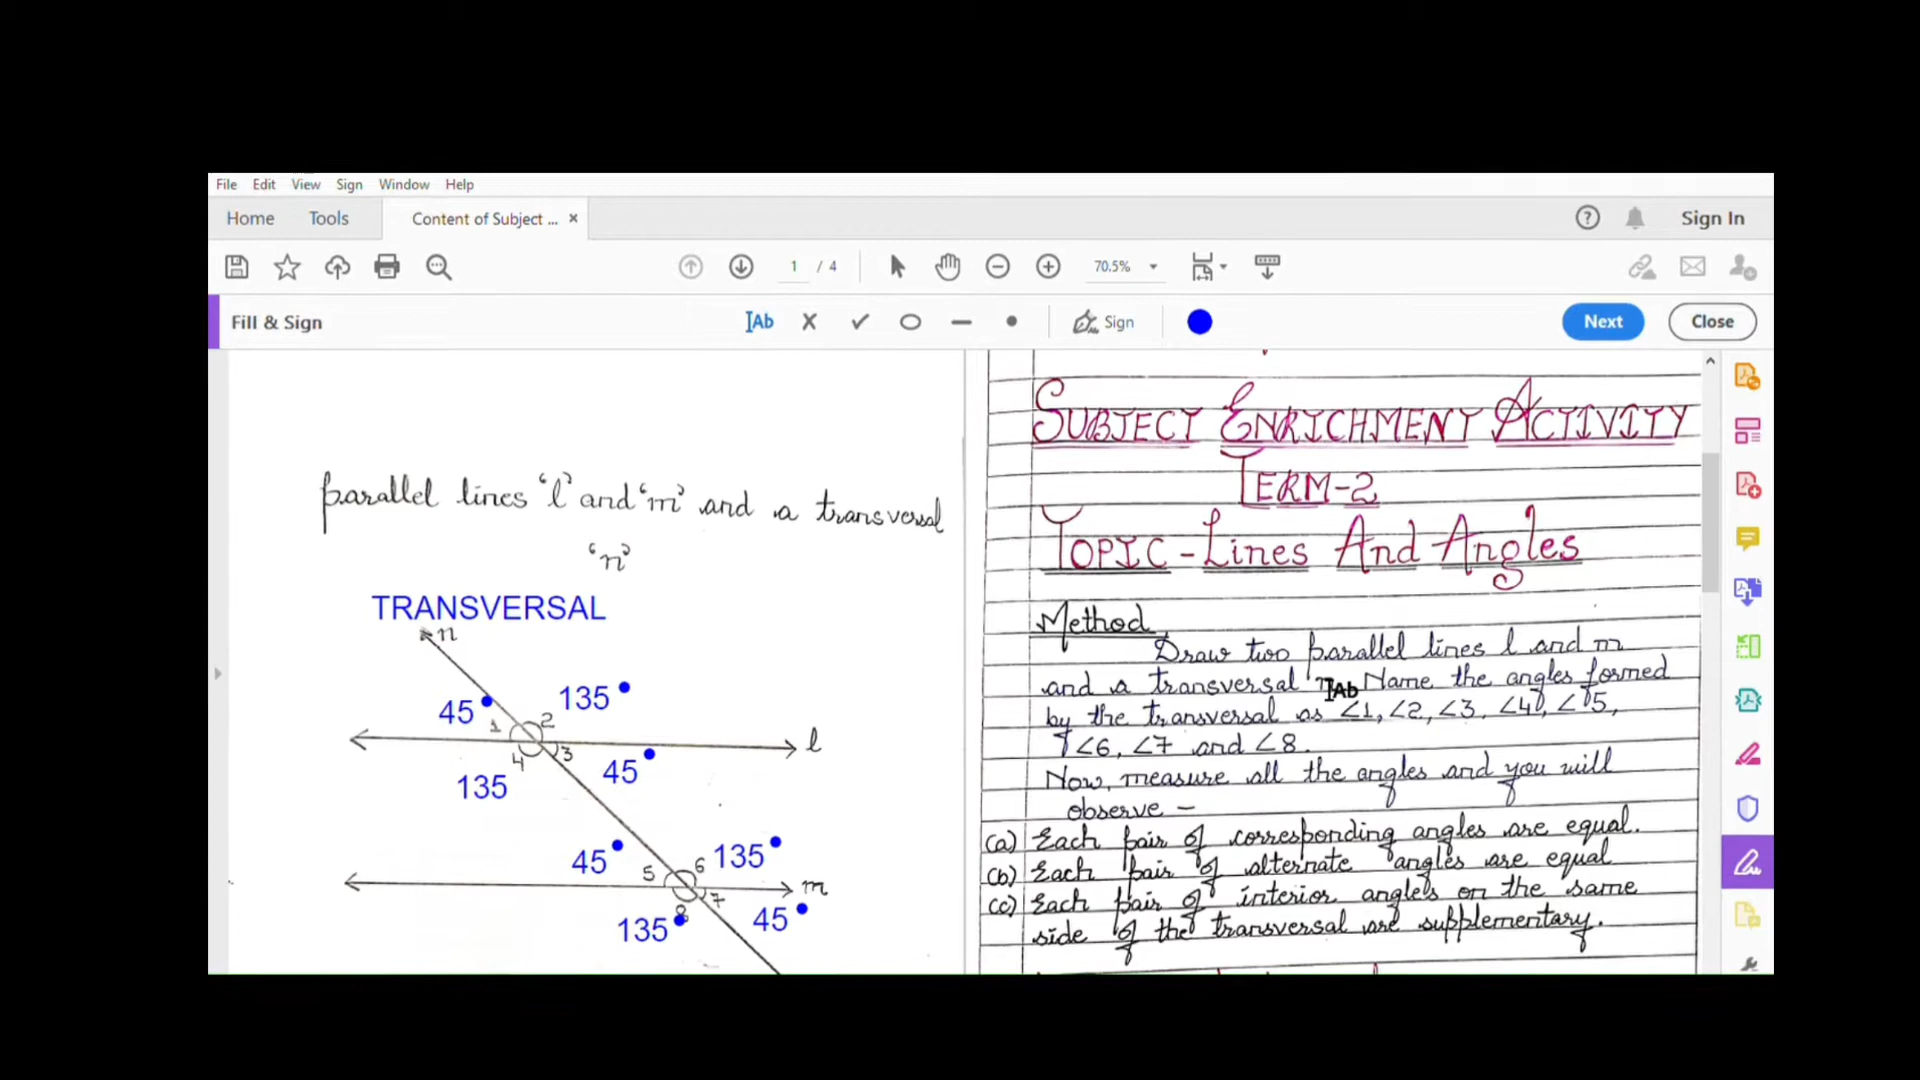 File Edit View Sign Window Help
Home Tools Content of Subject ... × Sign In
1 / 4 70.5%
Fill & Sign IAb Sign Next Close
parallel lines 'l' and 'm' and a transversal
'n'
TRANSVERSAL
n
45 135
1 2
l
4 3
135 45
45 135
5 6
m
8 7
135 45
SUBJECT ENRICHMENT ACTIVITY
TERM-2
TOPIC - Lines And Angles
Method
Draw two parallel lines l and m
and a transversal n Name the angles formed
by the transversal as ∠1, ∠2, ∠3, ∠4, ∠5,
∠6, ∠7 and ∠8.
Now, measure all the angles and you will
observe –
(a) Each pair of corresponding angles are equal.
(b) Each pair of alternate angles are equal
(c) Each pair of interior angles on the same
side of the transversal are supplementary.